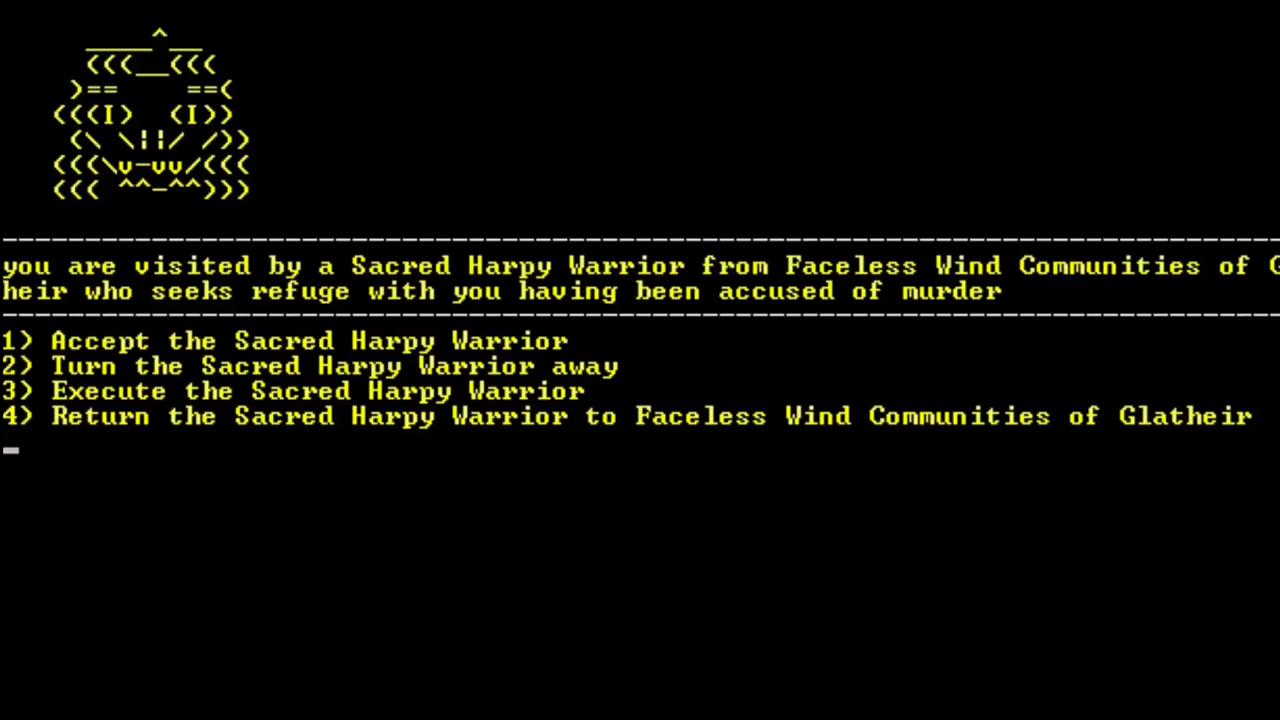 you are visited by a Sacred Harpy Warrior from Faceless Wind Communities of G
heir who seeks refuge with you having been accused of murder
1) Accept the Sacred Harpy Warrior
2) Turn the Sacred Harpy Warrior away
3) Execute the Sacred Harpy Warrior
4) Return the Sacred Harpy Warrior to Faceless Wind Communities of Glatheir